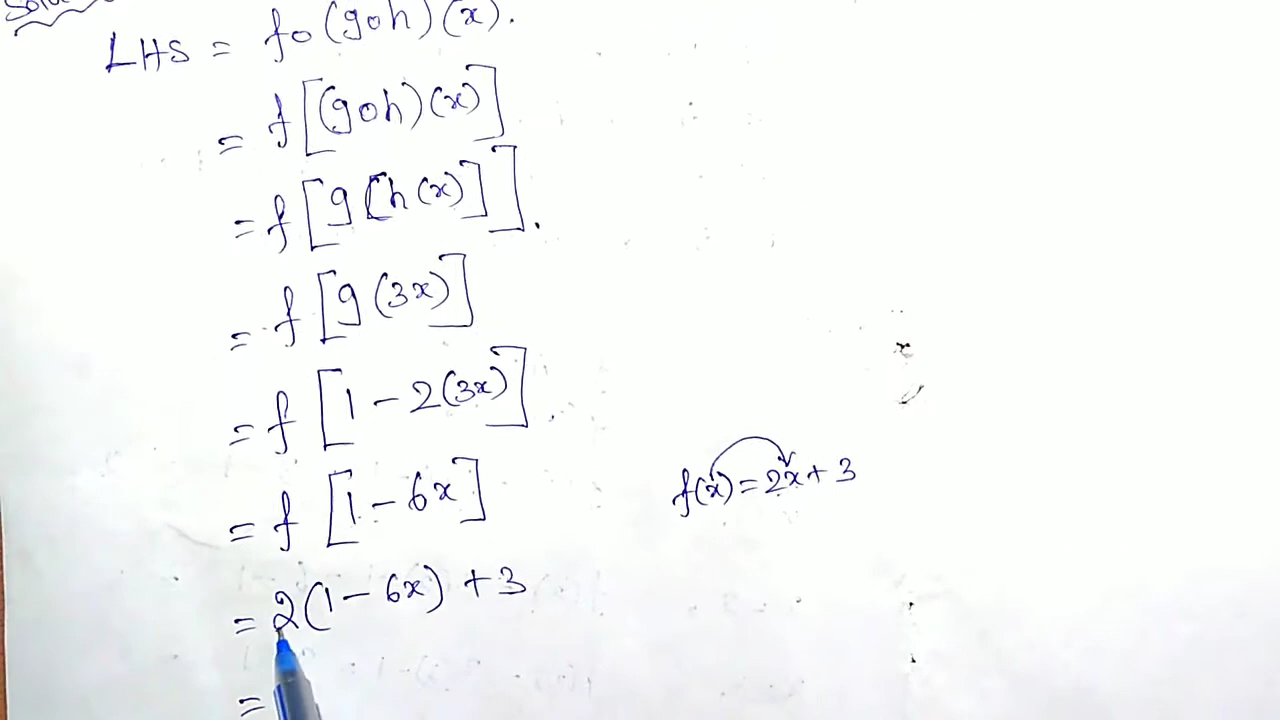 LHS = fo(goh)(x).
= f[(goh)(x)]
= f[g[h(x)]].
= f[g(3x)]
= f[1-2(3x)]
= f[1-6x]
f(x) = 2x+3
= 2(1-6x)+3
=